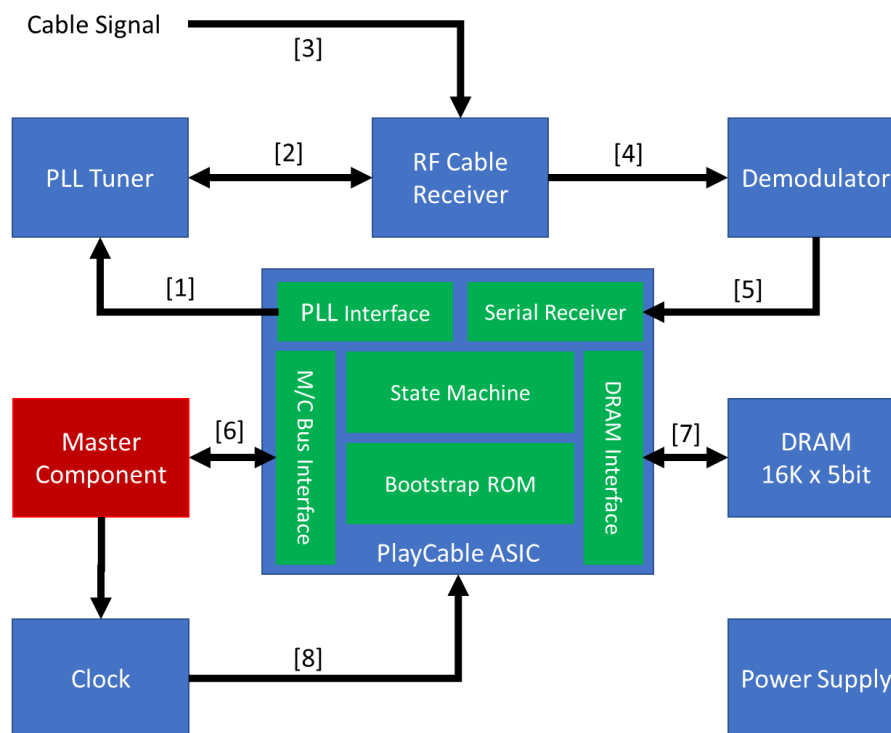 Cable Signal
[3]
PLL Tuner
[2]
RF Cable
Receiver
[4]
Demodulator
[1]
PLL Interface
Serial Receiver
[5]
M/C Bus Interface
State Machine
Bootstrap ROM
DRAM Interface
PlayCable ASIC
Master
Component
[6]
[7]
DRAM
16K x 5bit
Clock
[8]
Power Supply